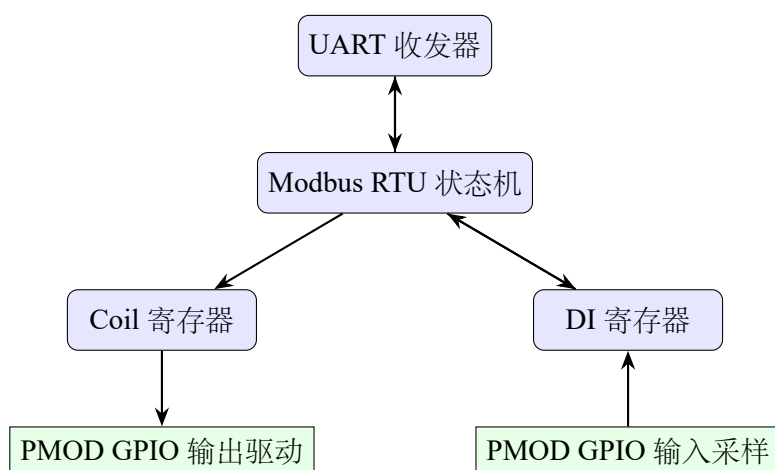 UART 收发器
Modbus RTU 状态机
Coil 寄存器
DI 寄存器
PMOD GPIO 输出驱动
PMOD GPIO 输入采样